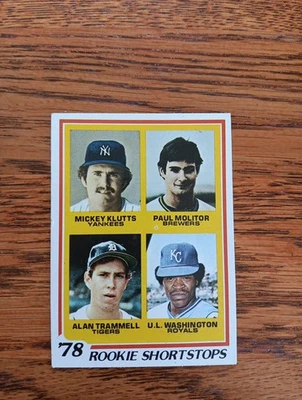 NY
MICKEY KLUTTS
YANKEES
PAUL MOLITOR
BREWERS
KC
ALAN TRAMMELL
TIGERS
U.L. WASHINGTON
ROYALS
'78 ROOKIE SHORTSTOPS